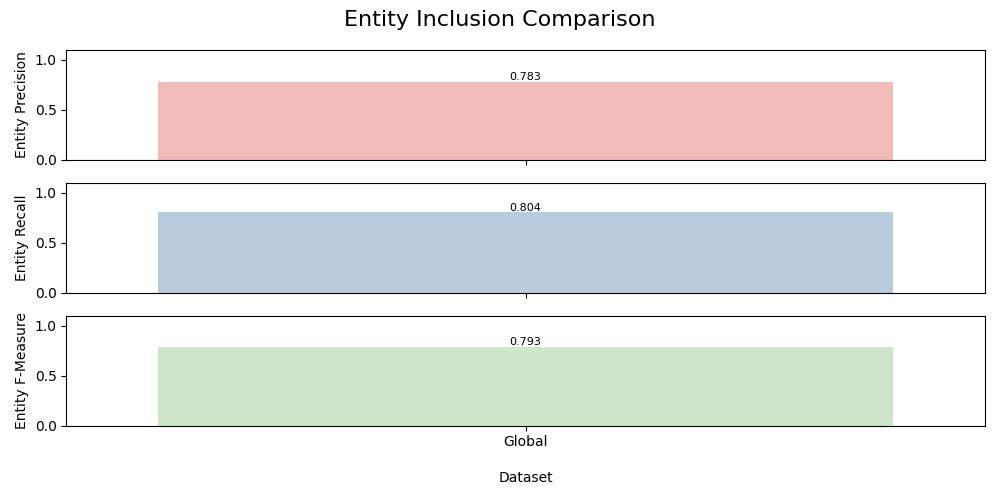 Entity Inclusion Comparison
Entity Precision
1.0
0.5
0.0
0.783
Entity Recall
1.0
0.5
0.0
0.804
Entity F-Measure
1.0
0.5
0.0
0.793
Global
Dataset